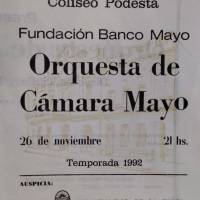 Coliseo Podestá
Fundación Banco Mayo
Orquesta de
Cámara Mayo
26 de noviembre 21 hs.
Temporada 1992
AUSPICIA: